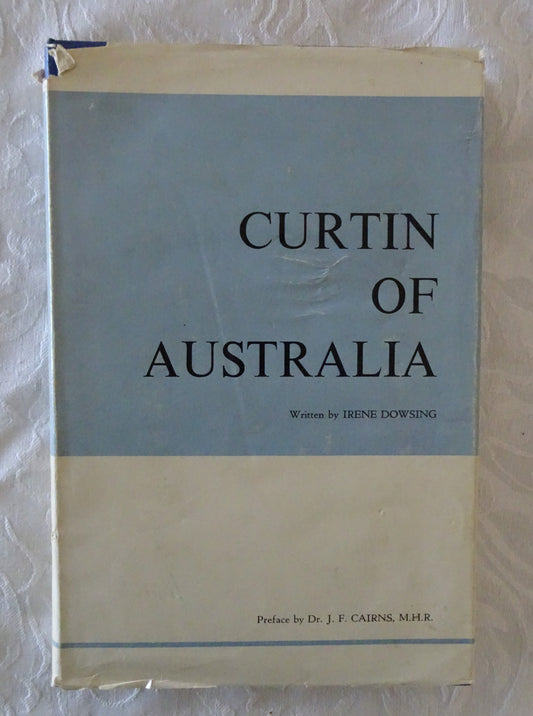 CURTIN
OF
AUSTRALIA
Written by IRENE DOWSING
Preface by Dr. J. F. CAIRNS, M.H.R.